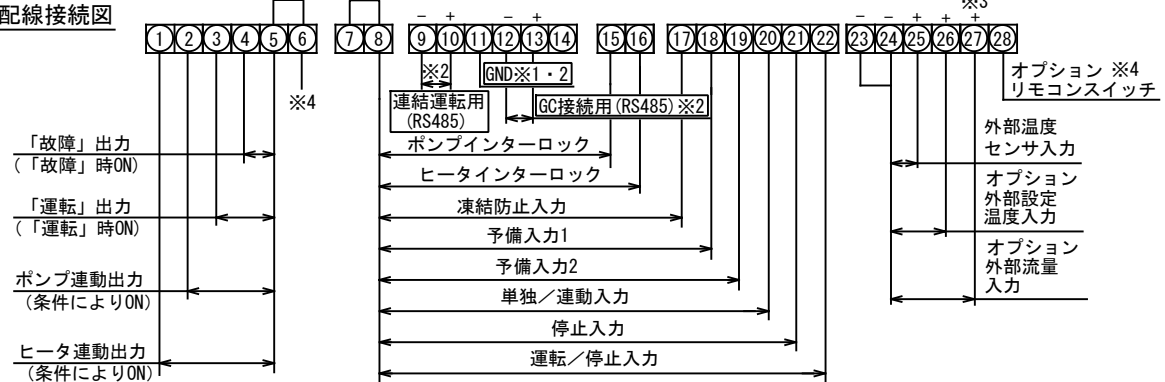 配線接続図
※3
－ ＋ － ＋ － － ＋ ＋ ＋
① ② ③ ④ ⑤ ⑥ ⑦ ⑧ ⑨ ⑩ ⑪ ⑫ ⑬ ⑭ ⑮ ⑯ ⑰ ⑱ ⑲ ⑳ ㉑ ㉒ ㉓ ㉔ ㉕ ㉖ ㉗ ㉘
※4
※2
GND※1・2
連結運転用
(RS485)
GC接続用(RS485)※2
オプション ※4
リモコンスイッチ
「故障」出力
(「故障」時ON)
「運転」出力
(「運転」時ON)
ポンプ連動出力
(条件によりON)
ヒータ連動出力
(条件によりON)
ポンプインターロック
ヒータインターロック
凍結防止入力
予備入力1
予備入力2
単独／連動入力
停止入力
運転／停止入力
外部温度
センサ入力
オプション
外部設定
温度入力
オプション
外部流量
入力